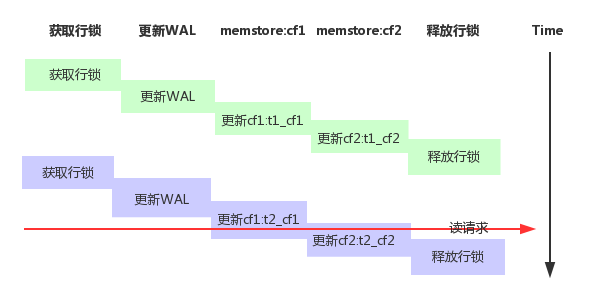 获取行锁 更新WAL memstore:cf1 memstore:cf2 释放行锁 Time
获取行锁
更新WAL
更新cf1:t1_cf1
更新cf2:t1_cf2
释放行锁
获取行锁
更新WAL
更新cf1:t2_cf1
读请求
更新cf2:t2_cf2
释放行锁